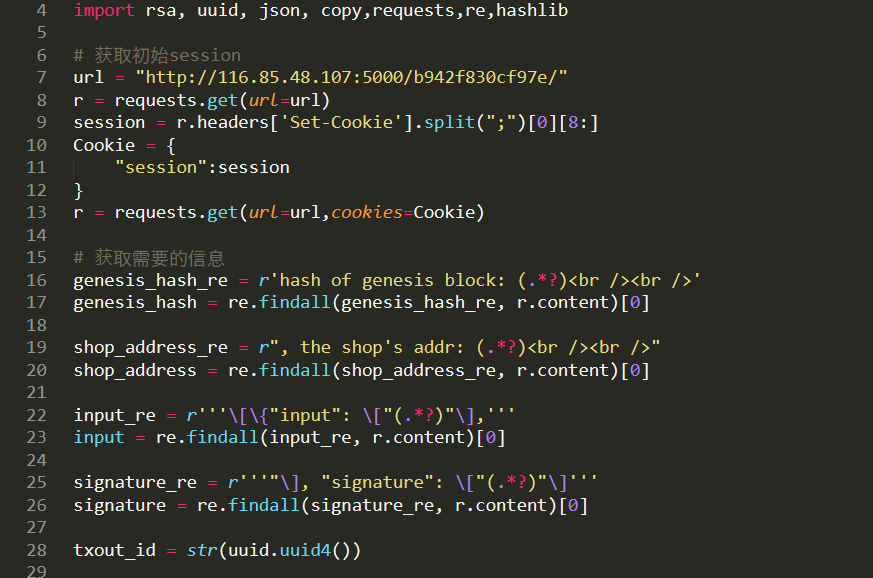 4 import rsa, uuid, json, copy,requests,re,hashlib
5
6 # 获取初始session
7 url = "http://116.85.48.107:5000/b942f830cf97e/"
8 r = requests.get(url=url)
9 session = r.headers['Set-Cookie'].split(";")[0][8:]
10 Cookie = {
11     "session":session
12 }
13 r = requests.get(url=url,cookies=Cookie)
14
15 # 获取需要的信息
16 genesis_hash_re = r'hash of genesis block: (.*?)<br /><br />'
17 genesis_hash = re.findall(genesis_hash_re, r.content)[0]
18
19 shop_address_re = r", the shop's addr: (.*?)<br /><br />"
20 shop_address = re.findall(shop_address_re, r.content)[0]
21
22 input_re = r'''\[\{"input": \["(.*?)"\],'''
23 input = re.findall(input_re, r.content)[0]
24
25 signature_re = r'''"\], "signature": \["(.*?)"\]'''
26 signature = re.findall(signature_re, r.content)[0]
27
28 txout_id = str(uuid.uuid4())
29